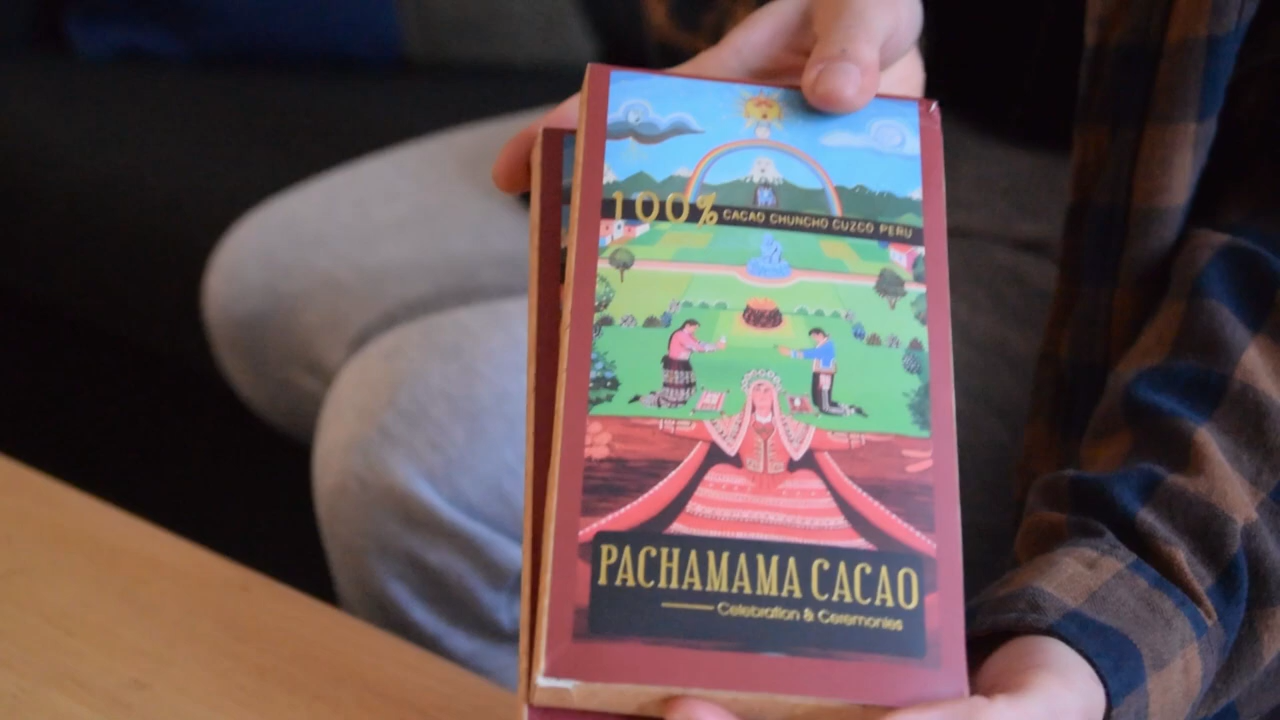 100% CACAO CHUNCHO CUZCO PERU
PACHAMAMA CACAO
Celebration & Ceremonies